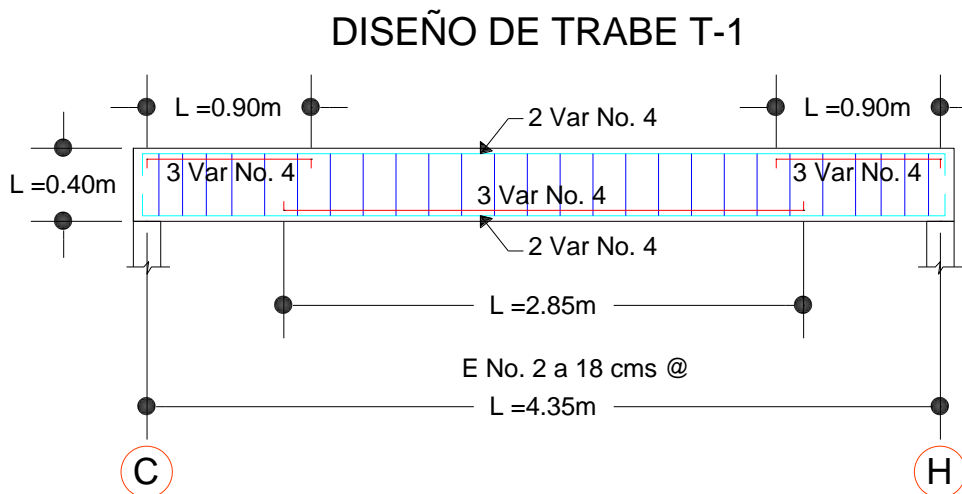 DISEÑO DE TRABE T-1
L =0.90m
L =0.90m
2 Var No. 4
L =0.40m
3 Var No. 4
3 Var No. 4
3 Var No. 4
2 Var No. 4
L =2.85m
E No. 2 a 18 cms @
L =4.35m
C
H